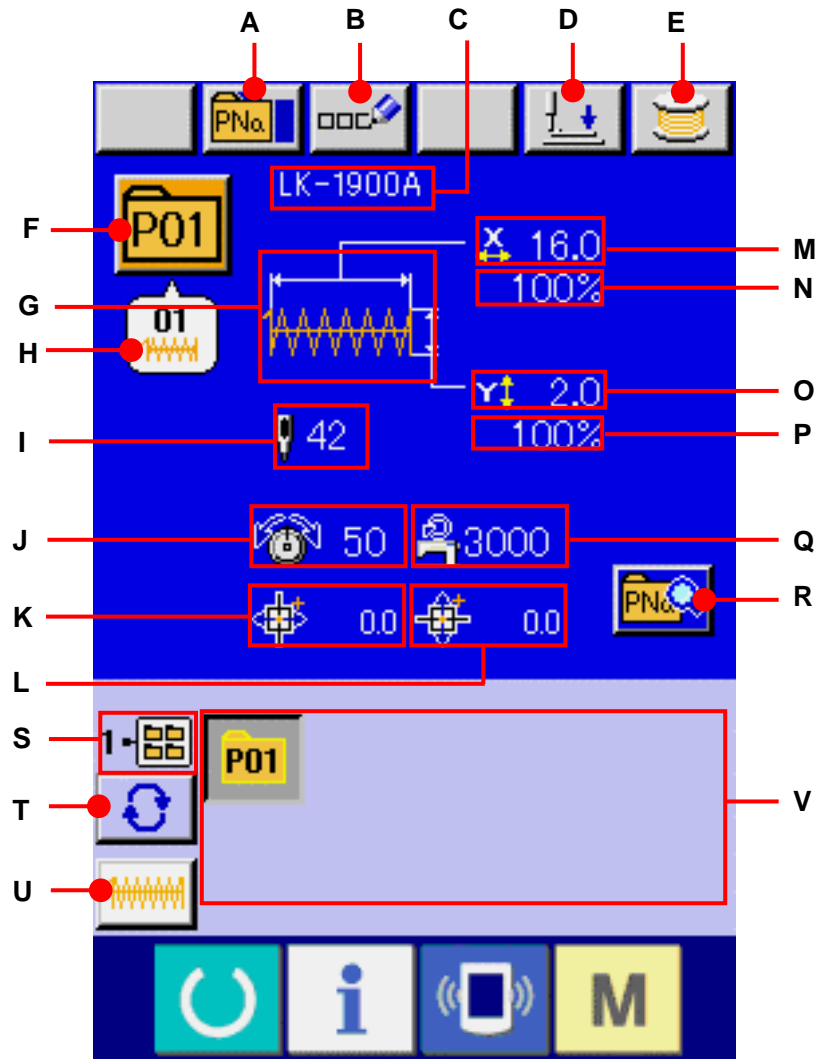 A B C D E
PNo.
LK-1900A
F P01
X 16.0 M
G 100% N
01
H
Y 2.0 O
I 42 100% P
J 50 3000 Q
PNo. R
K 0.0 0.0
L
S 1 P01
T V
U
i M